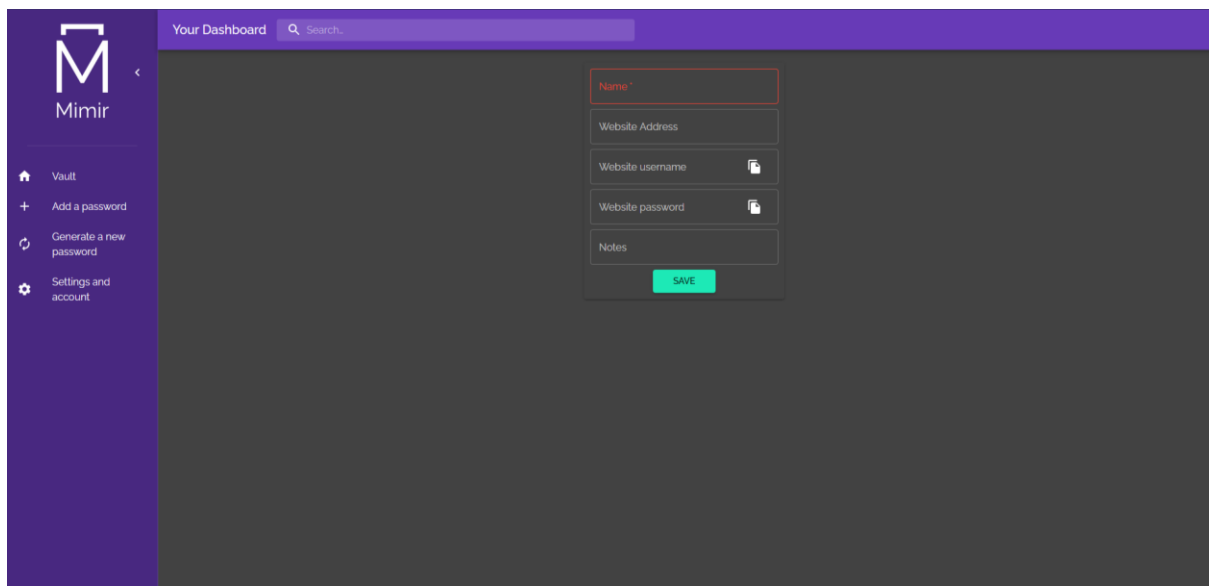 M
Mimir
Vault
Add a password
Generate a new
password
Settings and
account
Your Dashboard
Search..
Name *
Website Address
Website username
Website password
Notes
SAVE